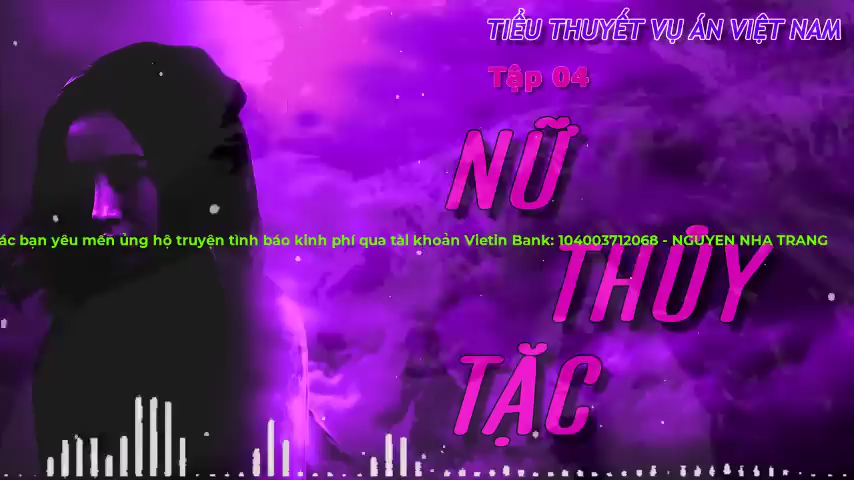 TIỂU THUYẾT VỤ ÁN VIỆT NAM
Tập 04
NỮ
ác bạn yêu mến ủng hộ truyện tình báo kinh phí qua tài khoản Vietin Bank: 104003712068 - NGUYEN NHA TRANG
THỦY
TẶC